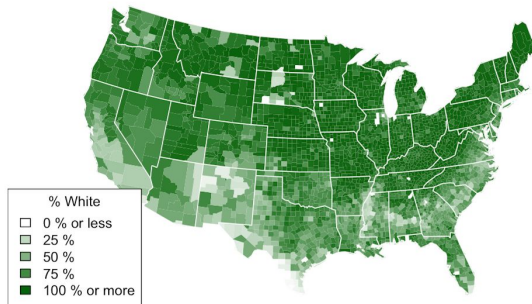 % White
0 % or less
25 %
50 %
75 %
100 % or more